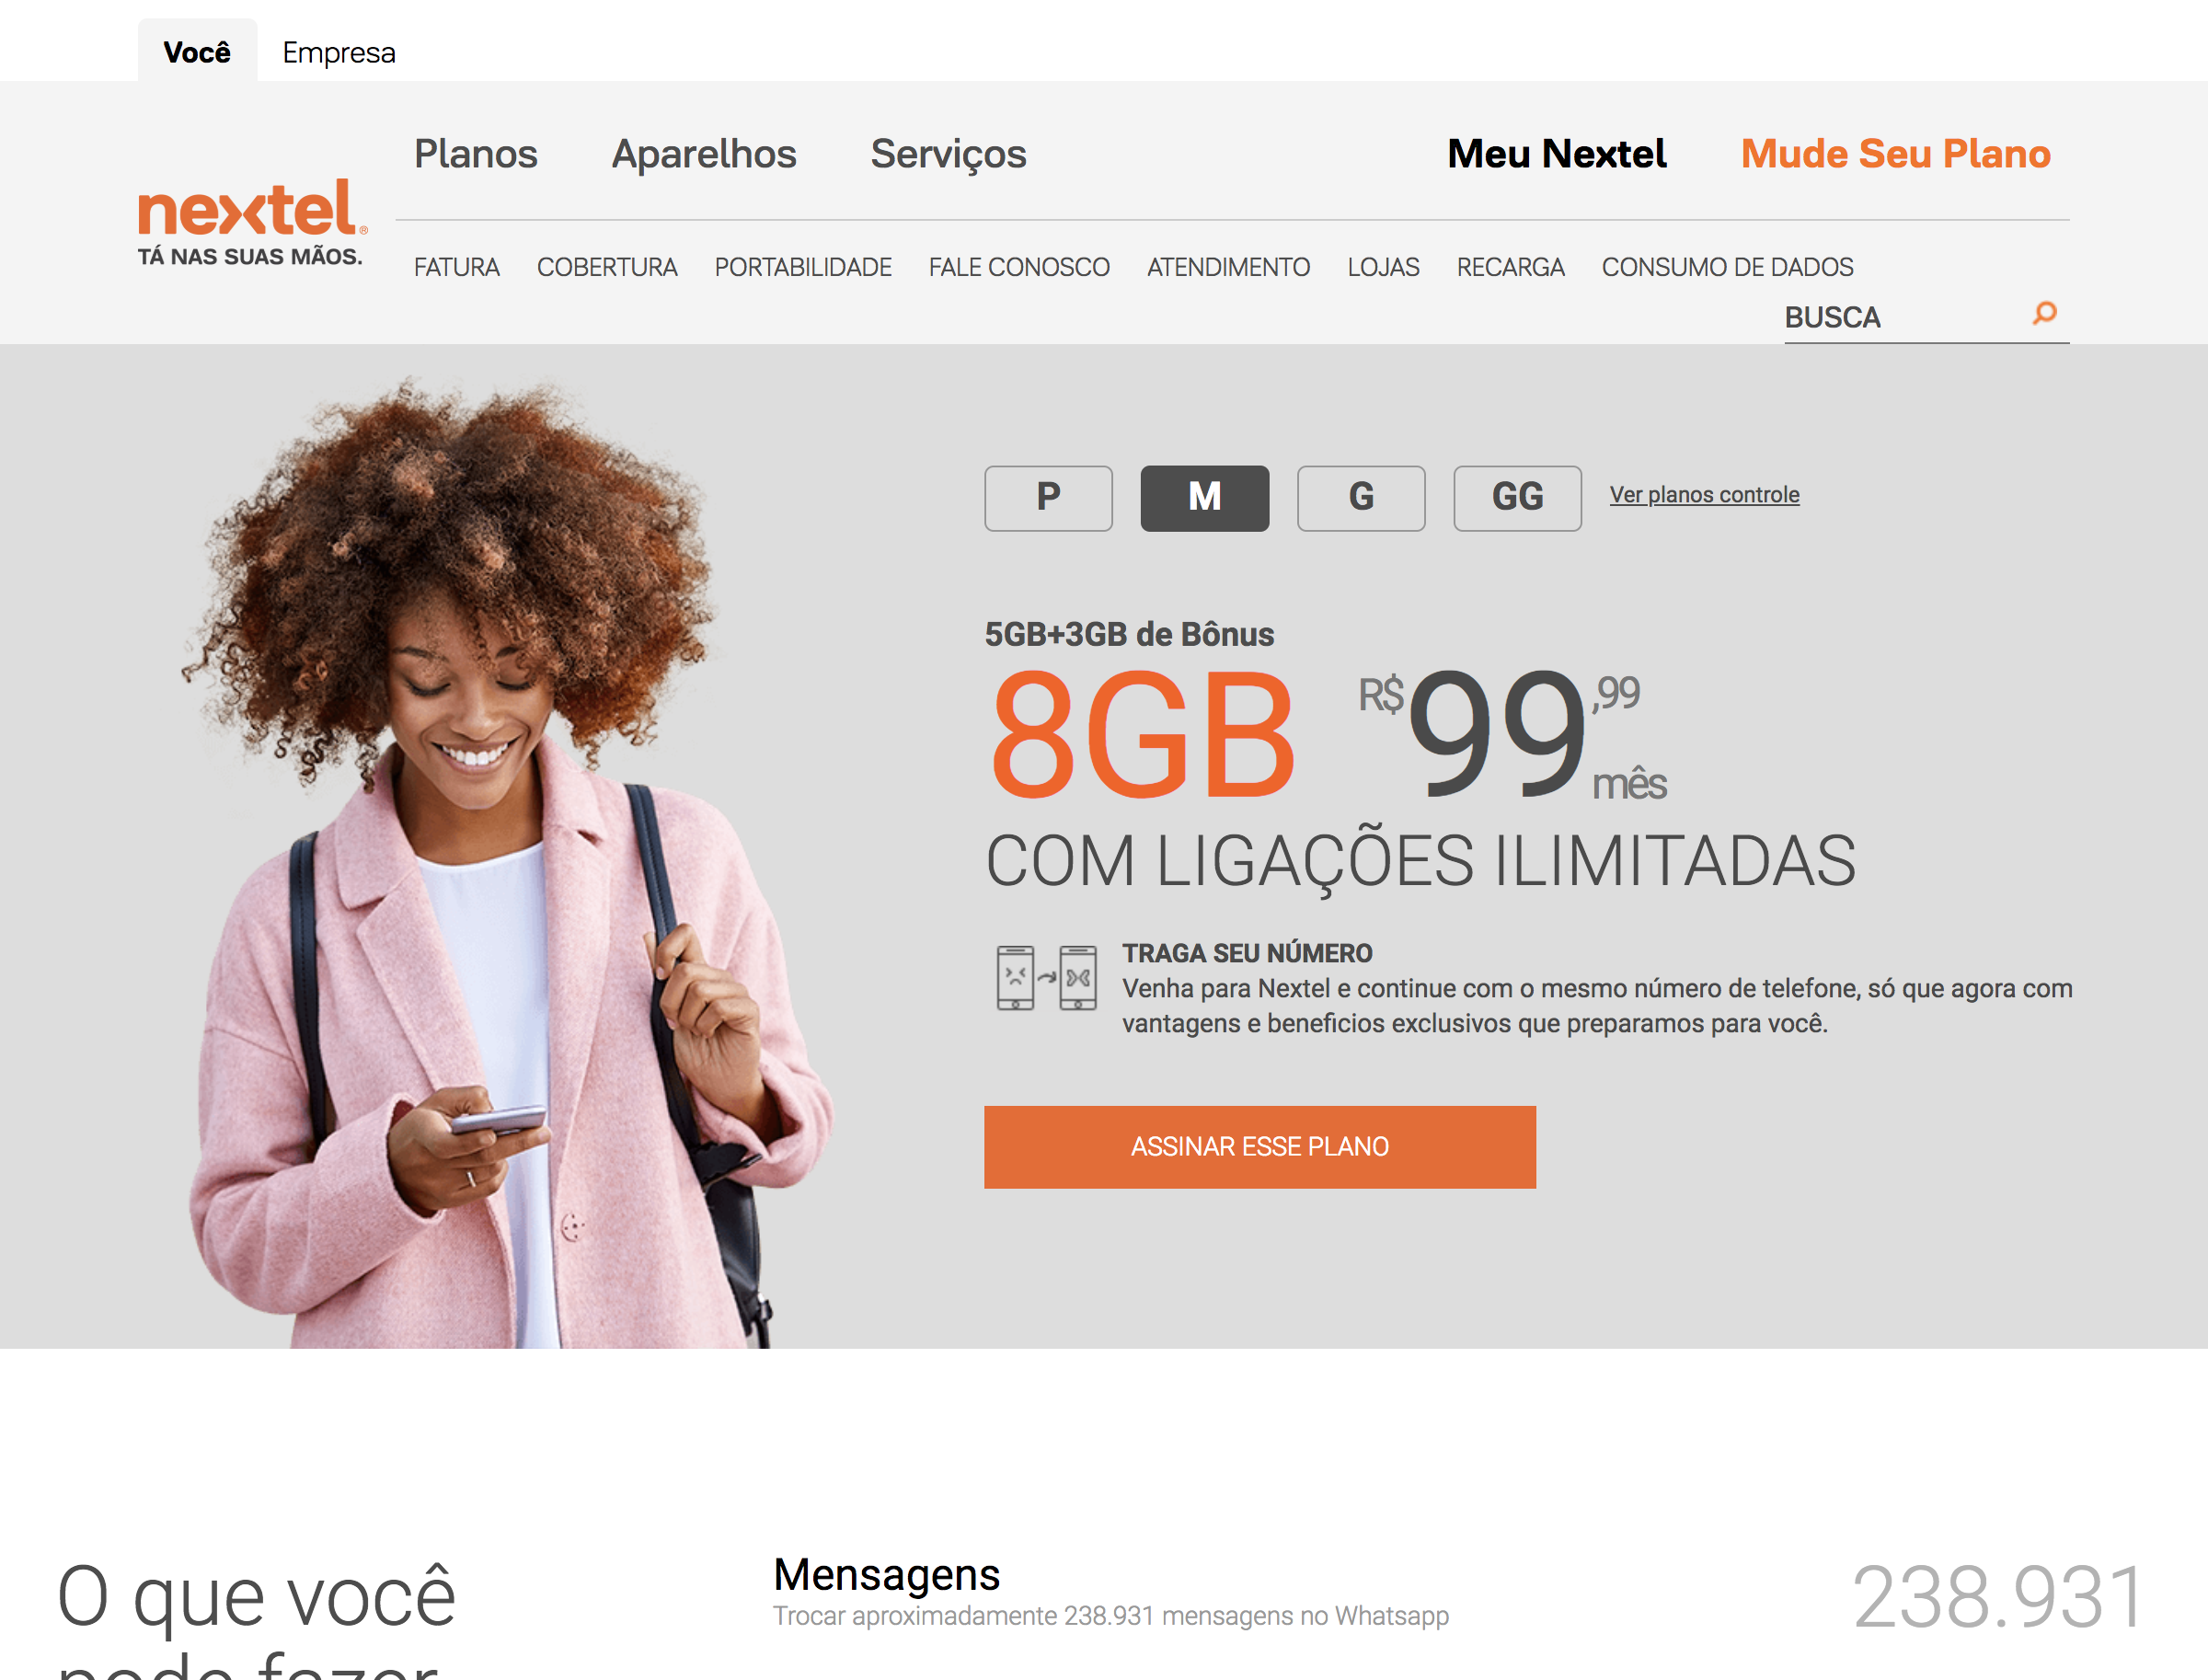 Você Empresa
Planos Aparelhos Serviços Meu Nextel Mude Seu Plano
nextel®
TÁ NAS SUAS MÃOS.
FATURA COBERTURA PORTABILIDADE FALE CONOSCO ATENDIMENTO LOJAS RECARGA CONSUMO DE DADOS
BUSCA
P M G GG Ver planos controle
5GB+3GB de Bônus
8GB R$99,99 mês
COM LIGAÇÕES ILIMITADAS
TRAGA SEU NÚMERO
Venha para Nextel e continue com o mesmo número de telefone, só que agora com
vantagens e beneficios exclusivos que preparamos para você.
ASSINAR ESSE PLANO
O que você
pode fazer
Mensagens
Trocar aproximadamente 238.931 mensagens no Whatsapp
238.931